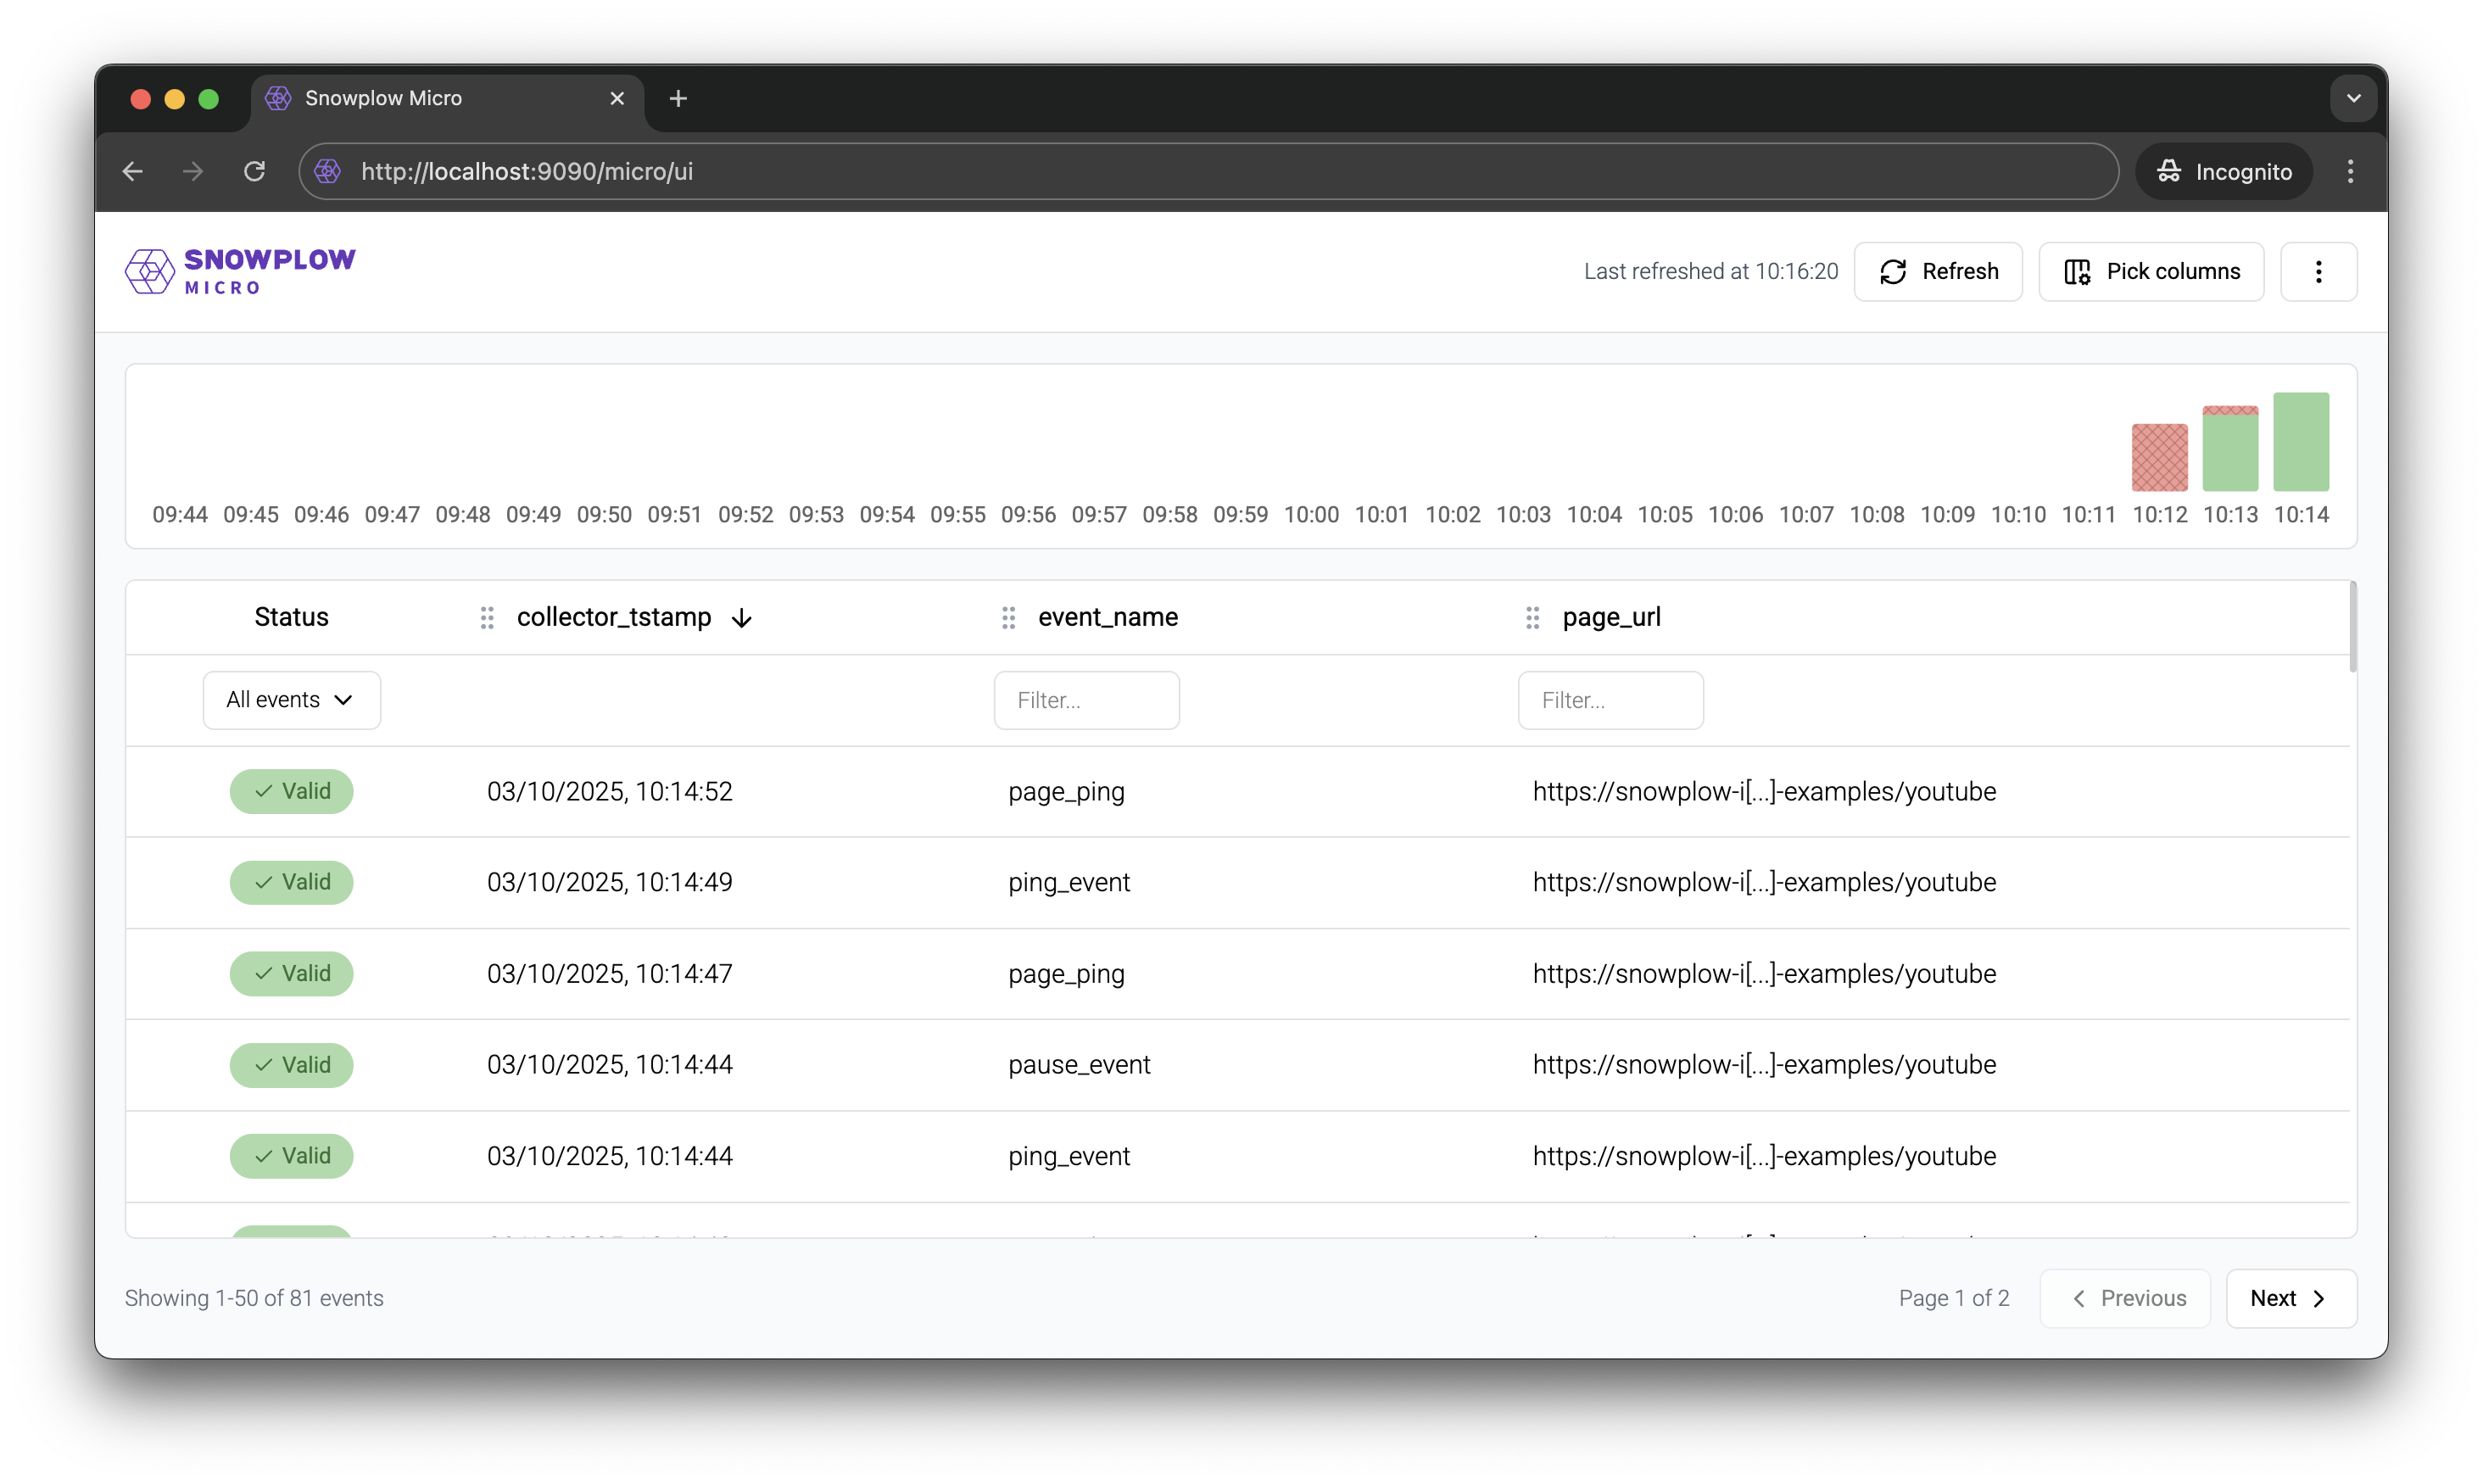 Snowplow Micro
http://localhost:9090/micro/ui
Incognito
SNOWPLOW
MICRO
Last refreshed at 10:16:20
Refresh
Pick columns
09:44 09:45 09:46 09:47 09:48 09:49 09:50 09:51 09:52 09:53 09:54 09:55 09:56 09:57 09:58 09:59 10:00 10:01 10:02 10:03 10:04 10:05 10:06 10:07 10:08 10:09 10:10 10:11 10:12 10:13 10:14
Status collector_tstamp event_name page_url
All events Filter... Filter...
Valid 03/10/2025, 10:14:52 page_ping https://snowplow-i[...]-examples/youtube
Valid 03/10/2025, 10:14:49 ping_event https://snowplow-i[...]-examples/youtube
Valid 03/10/2025, 10:14:47 page_ping https://snowplow-i[...]-examples/youtube
Valid 03/10/2025, 10:14:44 pause_event https://snowplow-i[...]-examples/youtube
Valid 03/10/2025, 10:14:44 ping_event https://snowplow-i[...]-examples/youtube
Showing 1-50 of 81 events
Page 1 of 2
Previous
Next